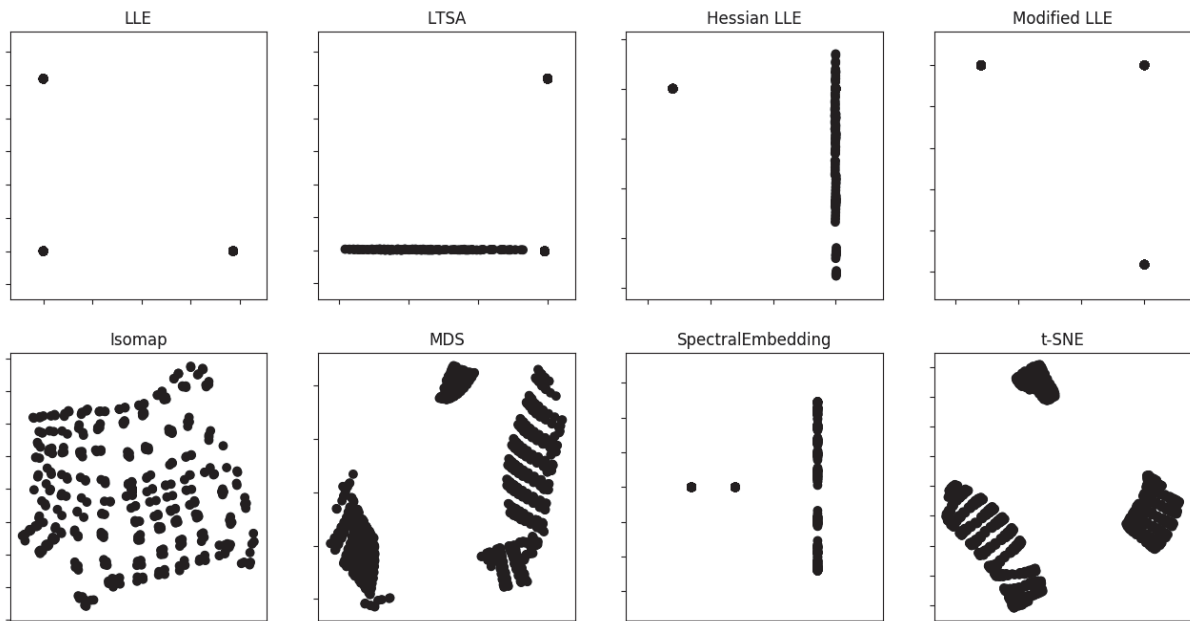 LLE
LTSA
Hessian LLE
Modified LLE
Isomap
MDS
SpectralEmbedding
t-SNE